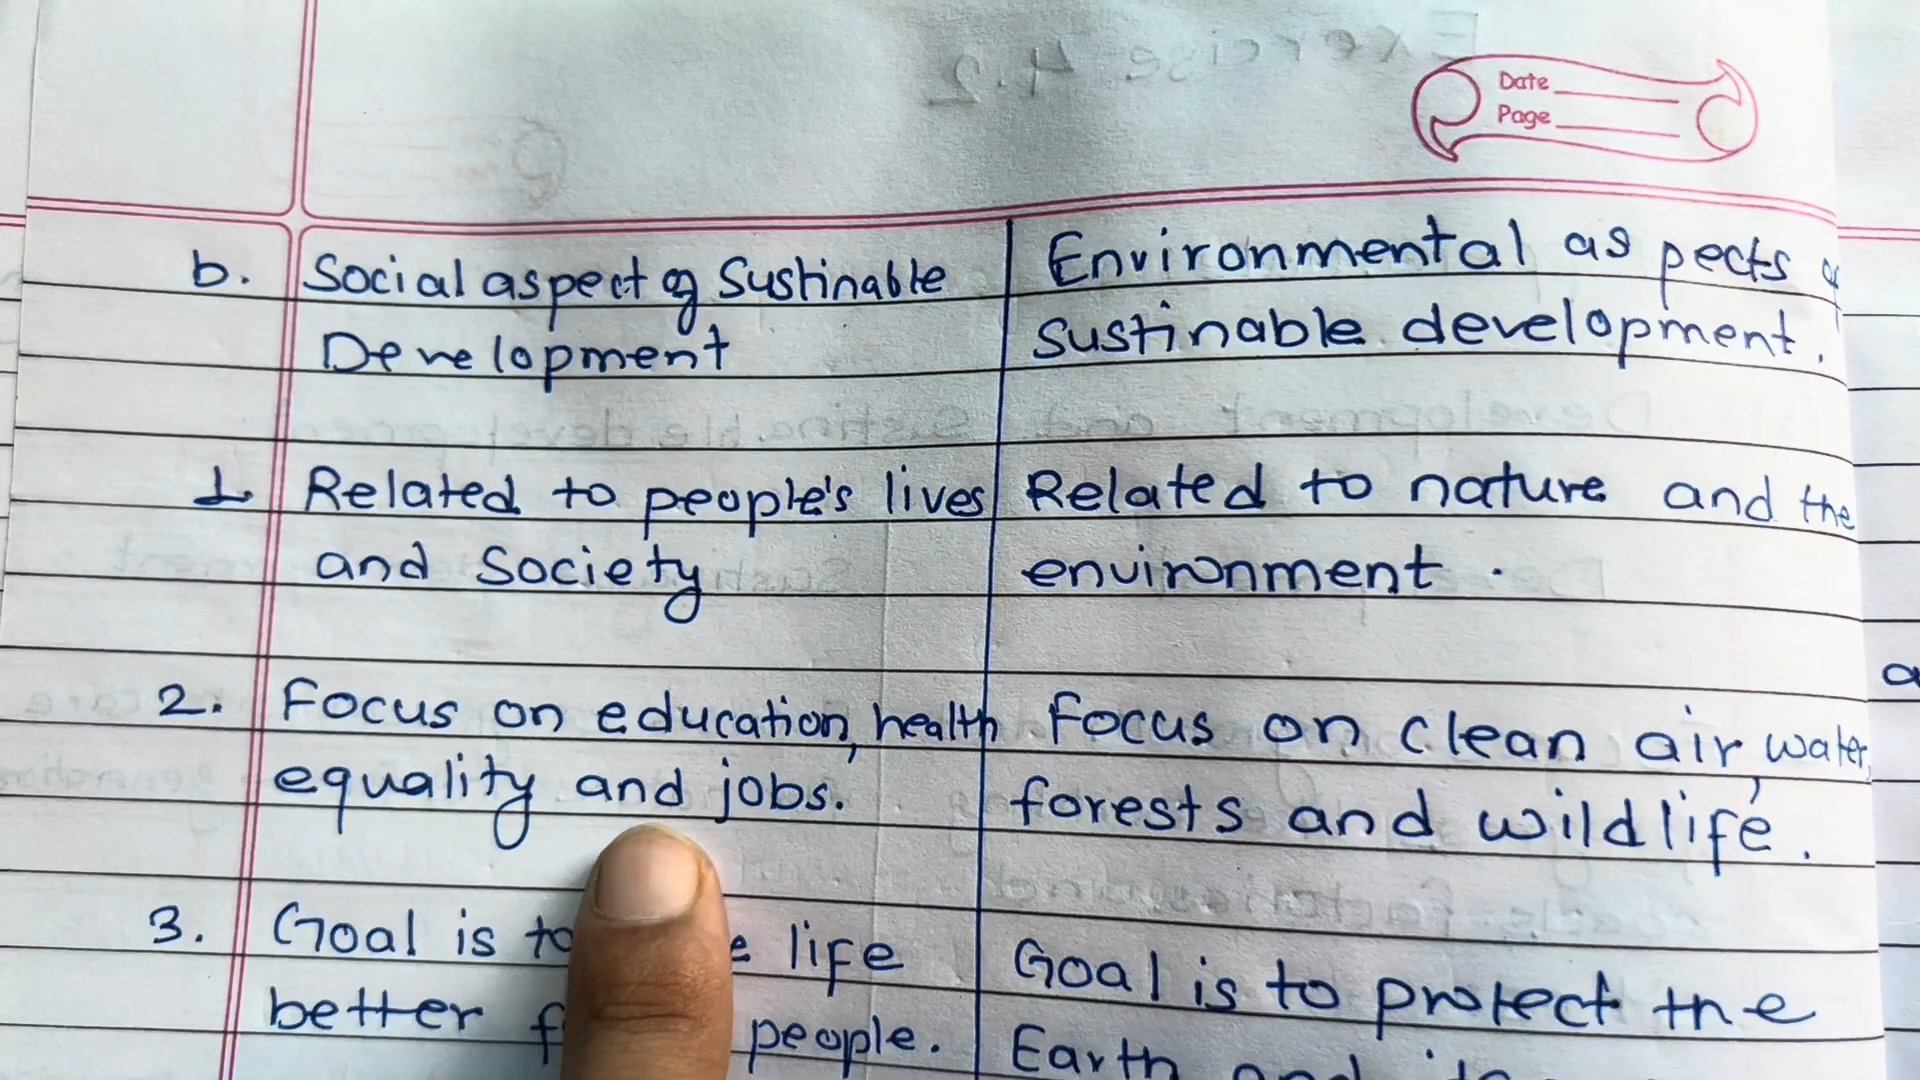 Date
Page
b. Social aspect of Sustinable
Development
Environmental aspects of
sustinable development.
1. Related to people's lives
and Society
Related to nature and the
environment.
2. Focus on education, health
equality and jobs.
Focus on clean air, water,
forests and wildlife.
3. Goal is to life
better people.
Goal is to protect the
Earth and